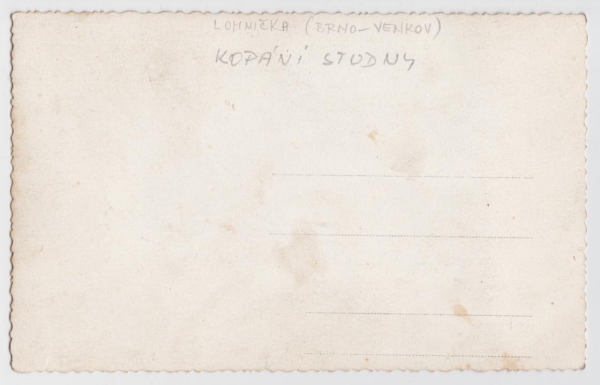 LOMNIČKA (BRNO-VENKOV)
KOPÁNÍ STUDNY